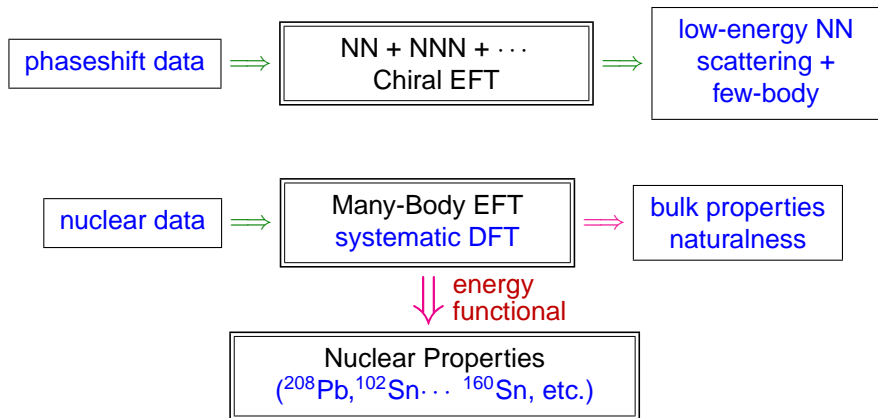 phaseshift data
NN + NNN + ⋯
Chiral EFT
low-energy NN
scattering +
few-body
nuclear data
Many-Body EFT
systematic DFT
bulk properties
naturalness
energy
functional
Nuclear Properties
(²⁰⁸Pb,¹⁰²Sn⋯ ¹⁶⁰Sn, etc.)